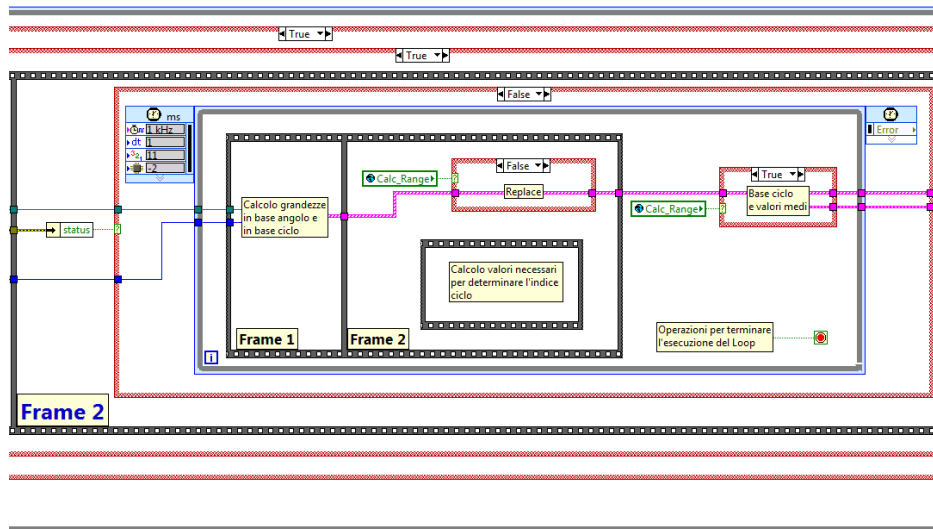 True
True
False
ms
1 kHz
dt 1
11
-2
Error
status
Calcolo grandezze
in base angolo e
in base ciclo
Calc_Range
False
Replace
Calc_Range
True
Base ciclo
e valori medi
Calcolo valori necessari
per determinare l'indice
ciclo
Operazioni per terminare
l'esecuzione del Loop
i
Frame 1
Frame 2
Frame 2